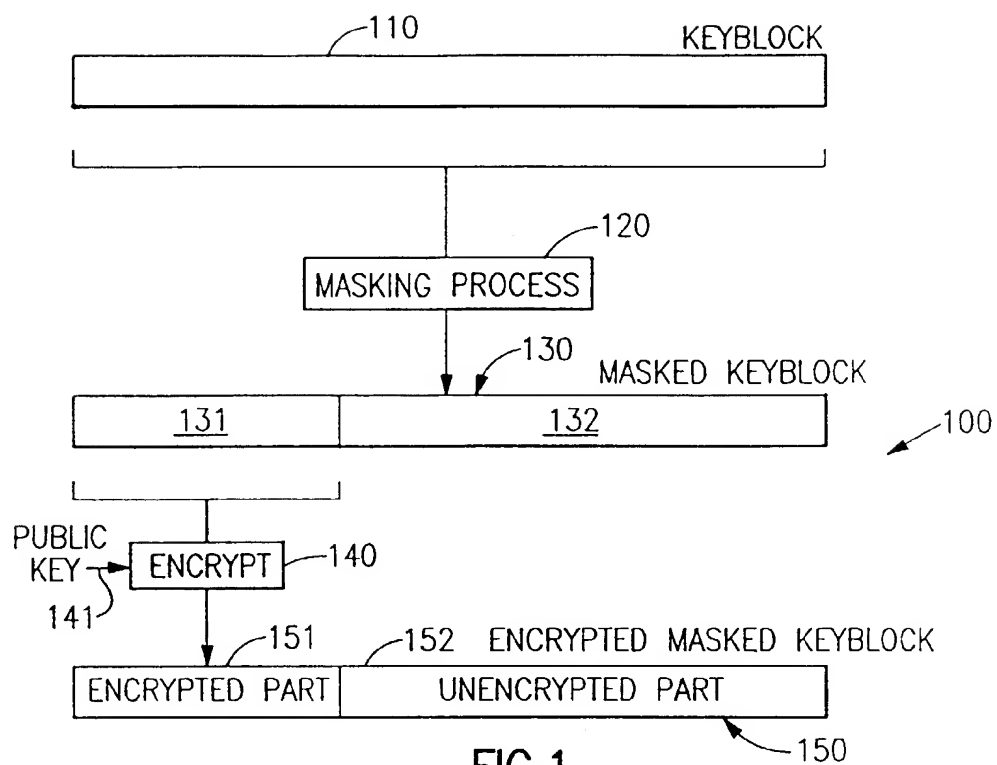 110
KEYBLOCK
120
MASKING PROCESS
130
MASKED KEYBLOCK
131 132
100
PUBLIC
KEY
ENCRYPT
140
141
151
152 ENCRYPTED MASKED KEYBLOCK
ENCRYPTED PART UNENCRYPTED PART
150
FIG. 1